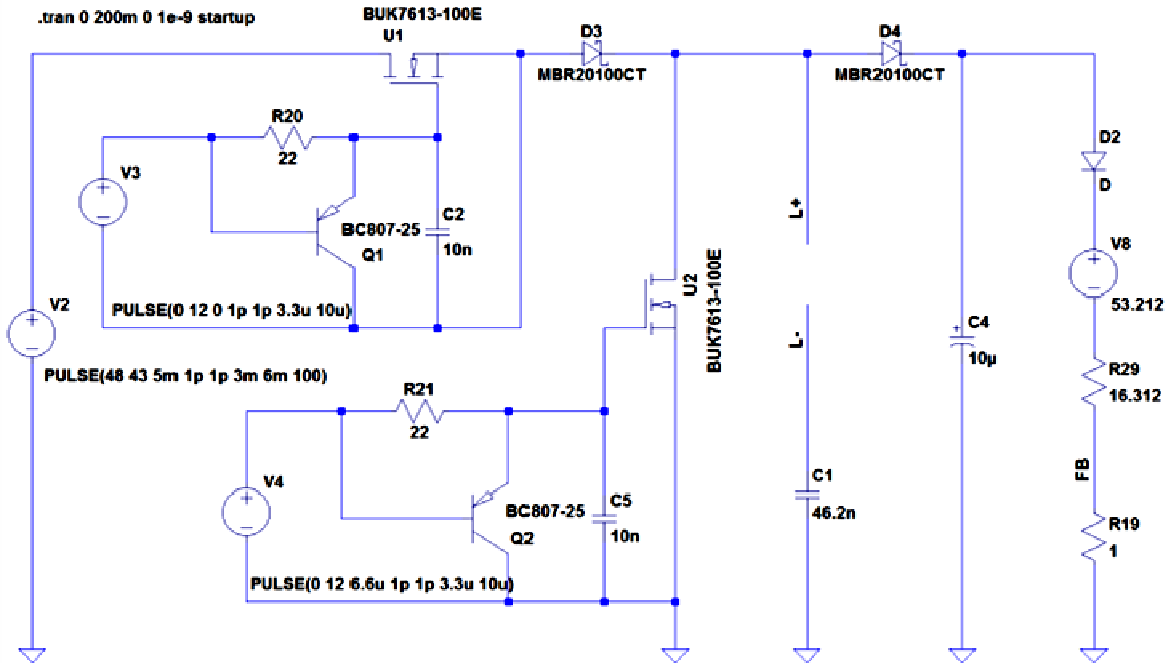 .tran 0 200m 0 1e-9 startup
BUK7613-100E
U1
D3
MBR20100CT
D4
MBR20100CT
R20
22
V3
BC807-25
Q1
C2
10n
PULSE(0 12 0 1p 1p 3.3u 10u)
V2
PULSE(48 43 5m 1p 1p 3m 6m 100)
L+
L-
U2
BUK7613-100E
D2
D
V8
53.212
C4
+
10µ
R29
16.312
R21
22
V4
BC807-25
Q2
C5
10n
PULSE(0 12 6.6u 1p 1p 3.3u 10u)
C1
46.2n
FB
R19
1